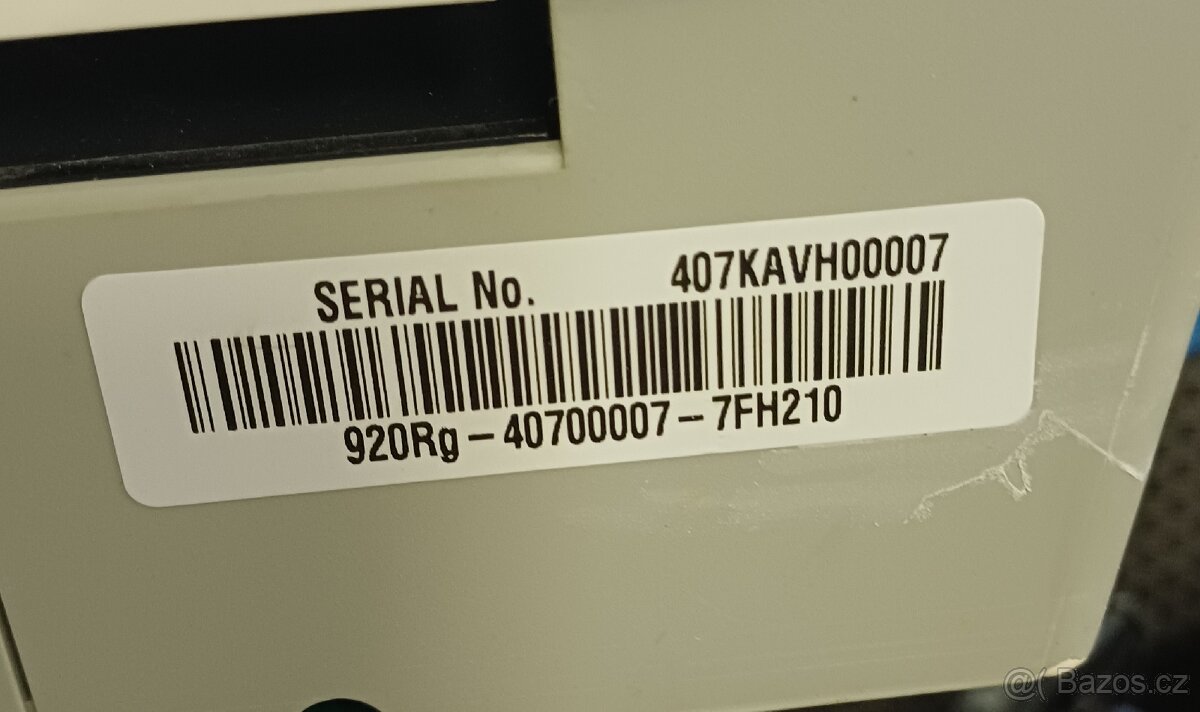 SERIAL No. 407KAVH00007
920Rg-40700007-7FH210
@( Bazos.cz